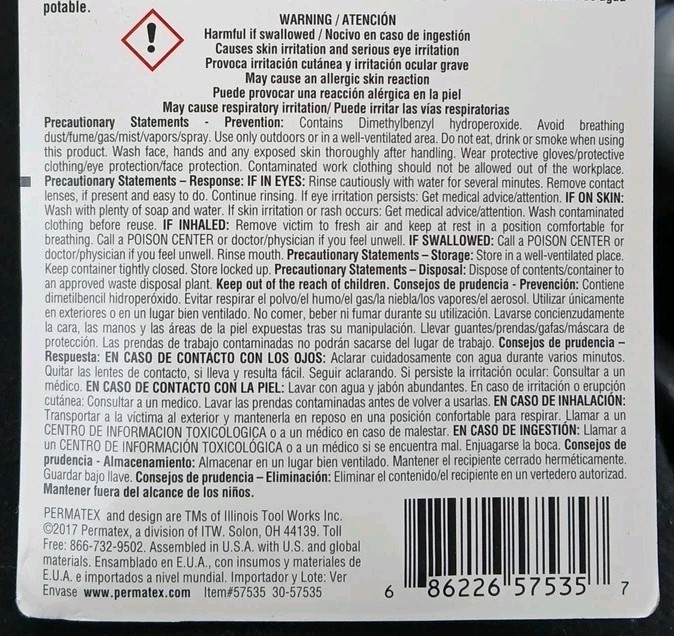 potable.
WARNING / ATENCIÓN
Harmful if swallowed / Nocivo en caso de ingestión
Causes skin irritation and serious eye irritation
Provoca irritación cutánea y irritación ocular grave
May cause an allergic skin reaction
Puede provocar una reacción alérgica en la piel
May cause respiratory irritation/ Puede irritar las vías respiratorias
Precautionary Statements - Prevention: Contains Dimethylbenzyl hydroperoxide. Avoid breathing
dust/fume/gas/mist/vapors/spray. Use only outdoors or in a well-ventilated area. Do not eat, drink or smoke when using
this product. Wash face, hands and any exposed skin thoroughly after handling. Wear protective gloves/protective
clothing/eye protection/face protection. Contaminated work clothing should not be allowed out of the workplace.
Precautionary Statements – Response: IF IN EYES: Rinse cautiously with water for several minutes. Remove contact
lenses, if present and easy to do. Continue rinsing. If eye irritation persists: Get medical advice/attention. IF ON SKIN:
Wash with plenty of soap and water. If skin irritation or rash occurs: Get medical advice/attention. Wash contaminated
clothing before reuse. IF INHALED: Remove victim to fresh air and keep at rest in a position comfortable for
breathing. Call a POISON CENTER or doctor/physician if you feel unwell. IF SWALLOWED: Call a POISON CENTER or
doctor/physician if you feel unwell. Rinse mouth. Precautionary Statements – Storage: Store in a well-ventilated place.
Keep container tightly closed. Store locked up. Precautionary Statements – Disposal: Dispose of contents/container to
an approved waste disposal plant. Keep out of the reach of children. Consejos de prudencia - Prevención: Contiene
dimetilbencil hidroperóxido. Evitar respirar el polvo/el humo/el gas/la niebla/los vapores/el aerosol. Utilizar únicamente
en exteriores o en un lugar bien ventilado. No comer, beber ni fumar durante su utilización. Lavarse concienzudamente
la cara, las manos y las áreas de la piel expuestas tras su manipulación. Llevar guantes/prendas/gafas/máscara de
protección. Las prendas de trabajo contaminadas no podrán sacarse del lugar de trabajo. Consejos de prudencia –
Respuesta: EN CASO DE CONTACTO CON LOS OJOS: Aclarar cuidadosamente con agua durante varios minutos.
Quitar las lentes de contacto, si lleva y resulta fácil. Seguir aclarando. Si persiste la irritación ocular: Consultar a un
médico. EN CASO DE CONTACTO CON LA PIEL: Lavar con agua y jabón abundantes. En caso de irritación o erupción
cutánea: Consultar a un medico. Lavar las prendas contaminadas antes de volver a usarlas. EN CASO DE INHALACIÓN:
Transportar a la víctima al exterior y mantenerla en reposo en una posición confortable para respirar. Llamar a un
CENTRO DE INFORMACION TOXICOLÓGICA o a un médico en caso de malestar. EN CASO DE INGESTIÓN: Llamar a
un CENTRO DE INFORMACIÓN TOXICOLÓGICA o a un médico si se encuentra mal. Enjuagarse la boca. Consejos de
prudencia - Almacenamiento: Almacenar en un lugar bien ventilado. Mantener el recipiente cerrado herméticamente.
Guardar bajo llave. Consejos de prudencia – Eliminación: Eliminar el contenido/el recipiente en un vertedero autorizad.
Mantener fuera del alcance de los niños.
PERMATEX and design are TMs of Illinois Tool Works Inc.
©2017 Permatex, a division of ITW. Solon, OH 44139. Toll
Free: 866-732-9502. Assembled in U.S.A. with U.S. and global
materials. Ensamblado en E.U.A., con insumos y materiales de
E.U.A. e importados a nivel mundial. Importador y Lote: Ver
Envase www.permatex.com Item#57535 30-57535
6 86226 57535 7